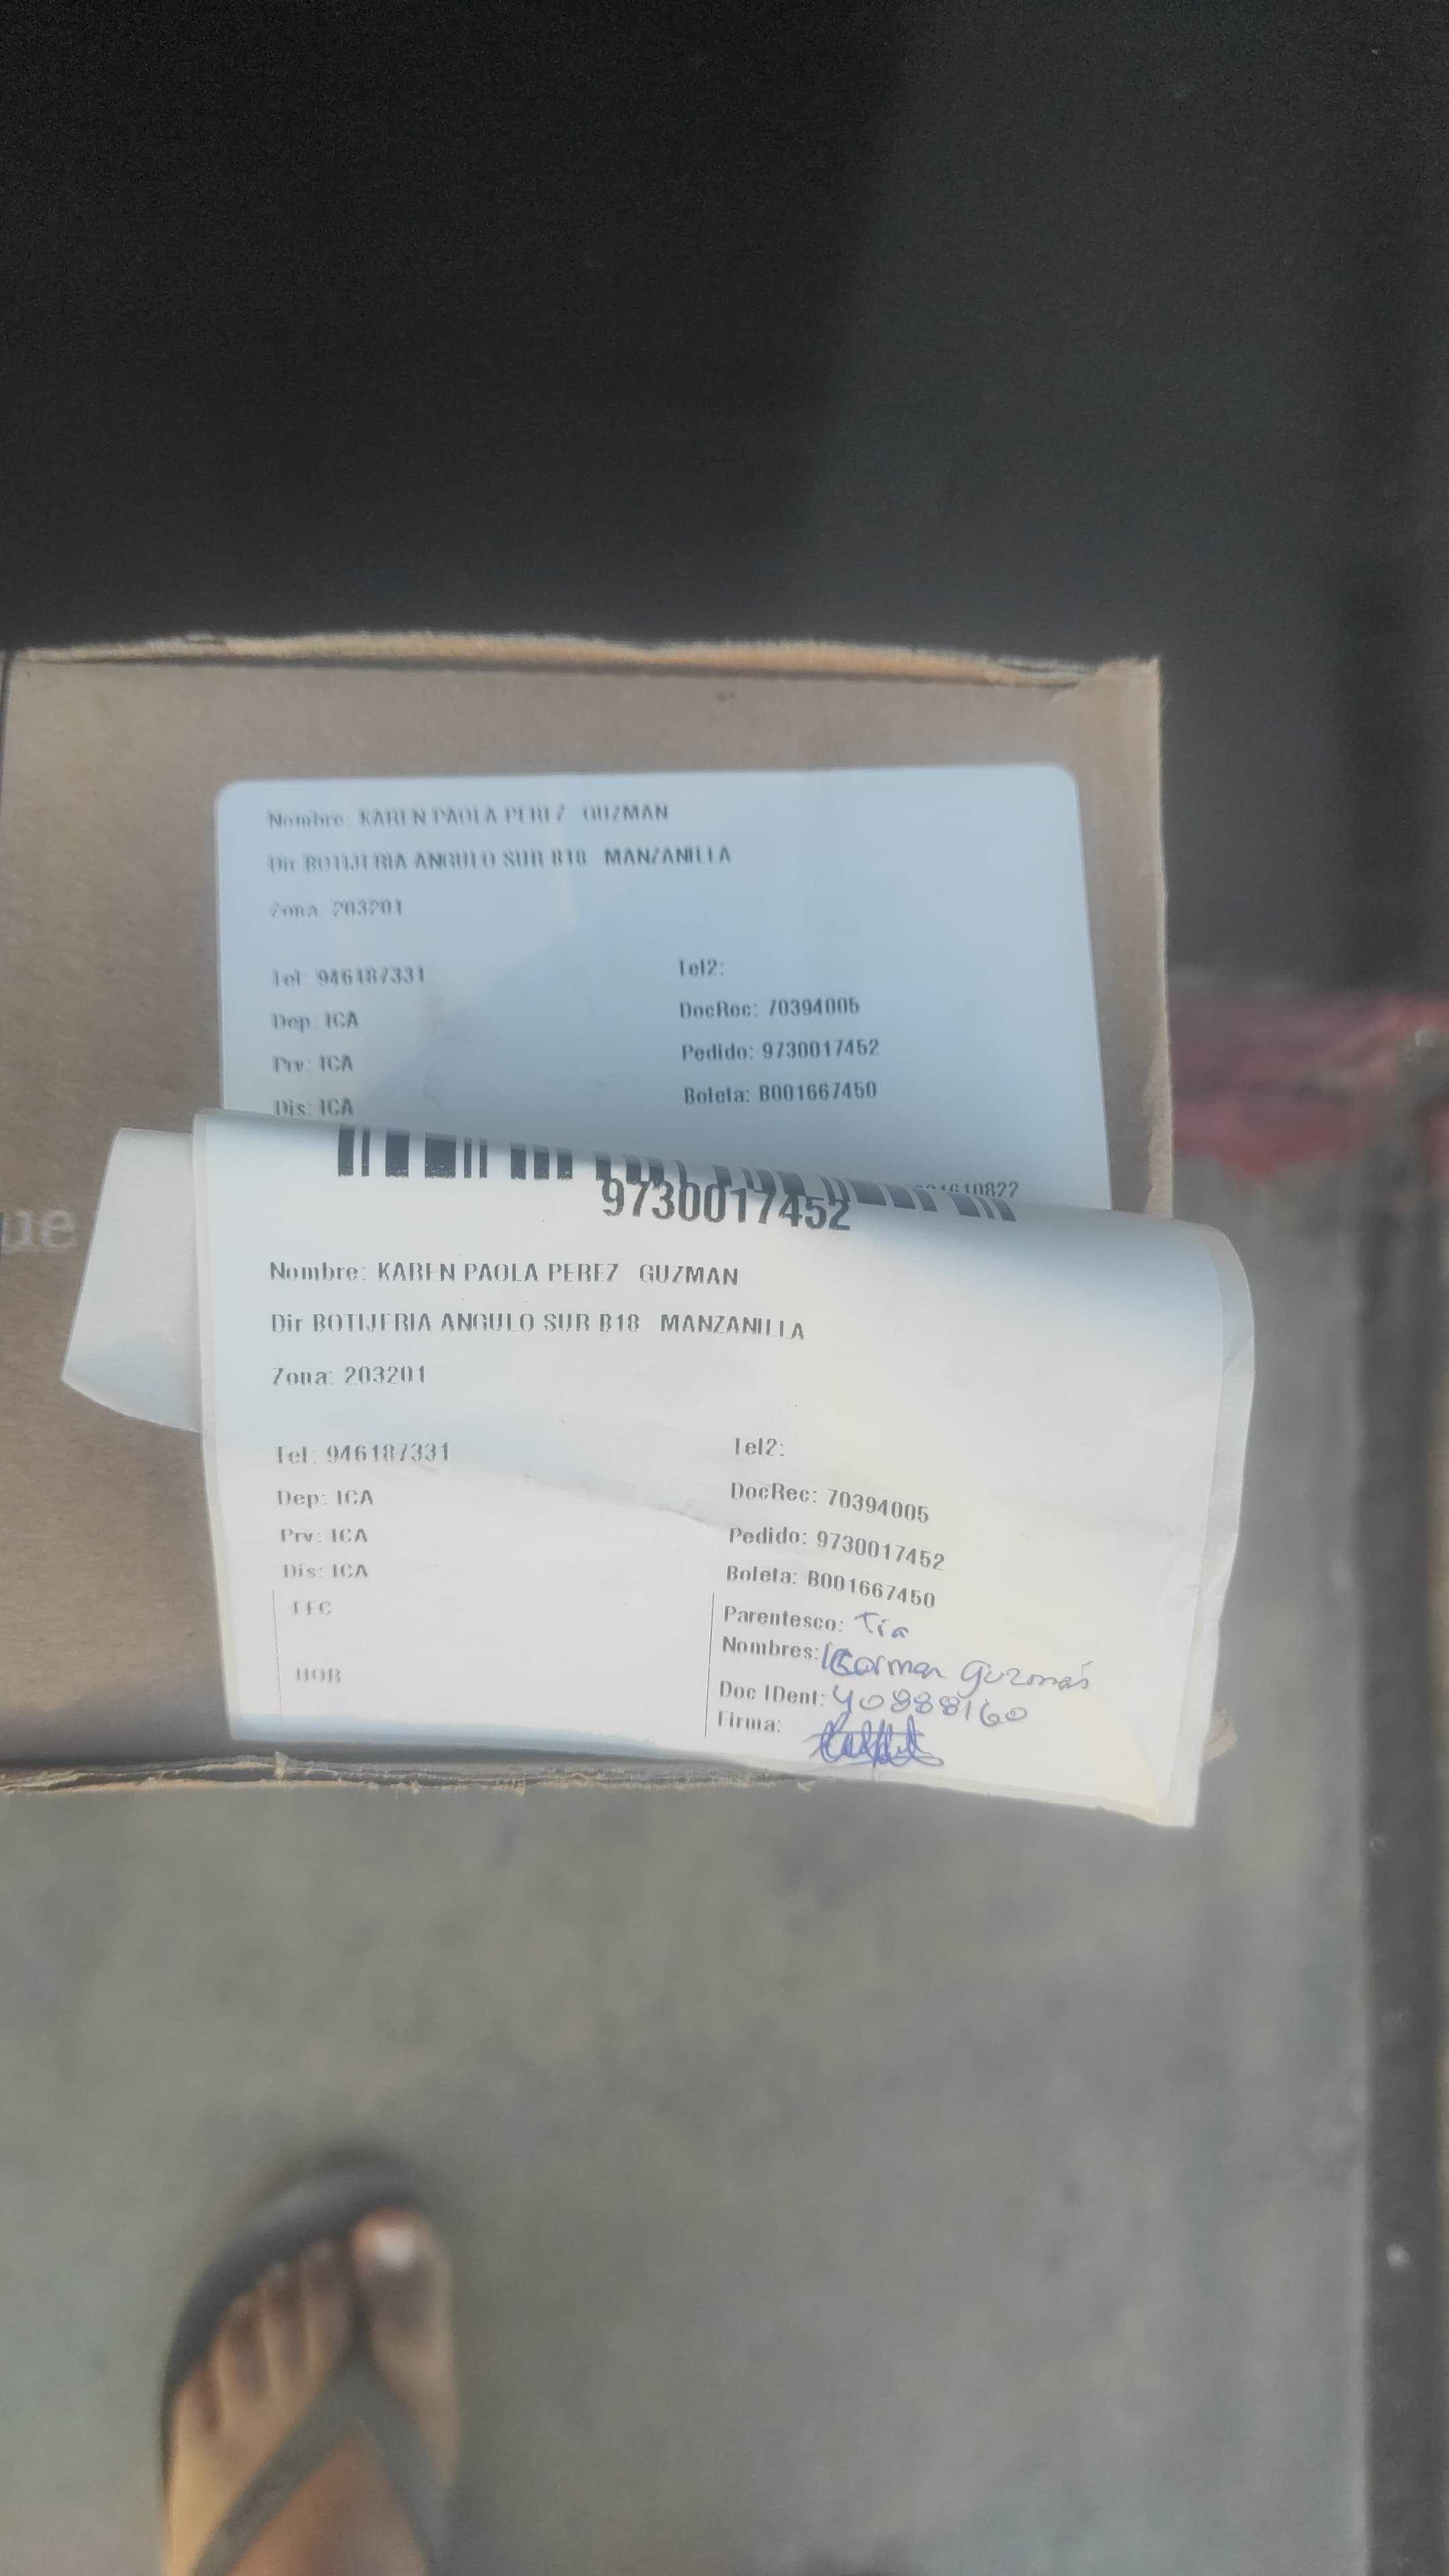 Nombre: KAREN PAOLA PEREZ GUZMAN
Dir BOTIJERIA ANGULO SUR B18 MANZANILLA
Zona: 203201
Tel: 946187331 Tel2:
Dep: ICA DocRec: 70394005
Prv: ICA Pedido: 9730017452
Dis: ICA Boleta: B001667450
ue
9730017452
Nombre: KAREN PAOLA PEREZ GUZMAN
Dir BOTIJERIA ANGULO SUR B18 MANZANILLA
Zona: 203201
Tel: 946187331 Tel2:
Dep: ICA DocRec: 70394005
Prv: ICA Pedido: 9730017452
Dis: ICA Boleta: B001667450
Parentesco: Tía
Nombres: Guzmán
Doc IDent: 40888160
Firma: